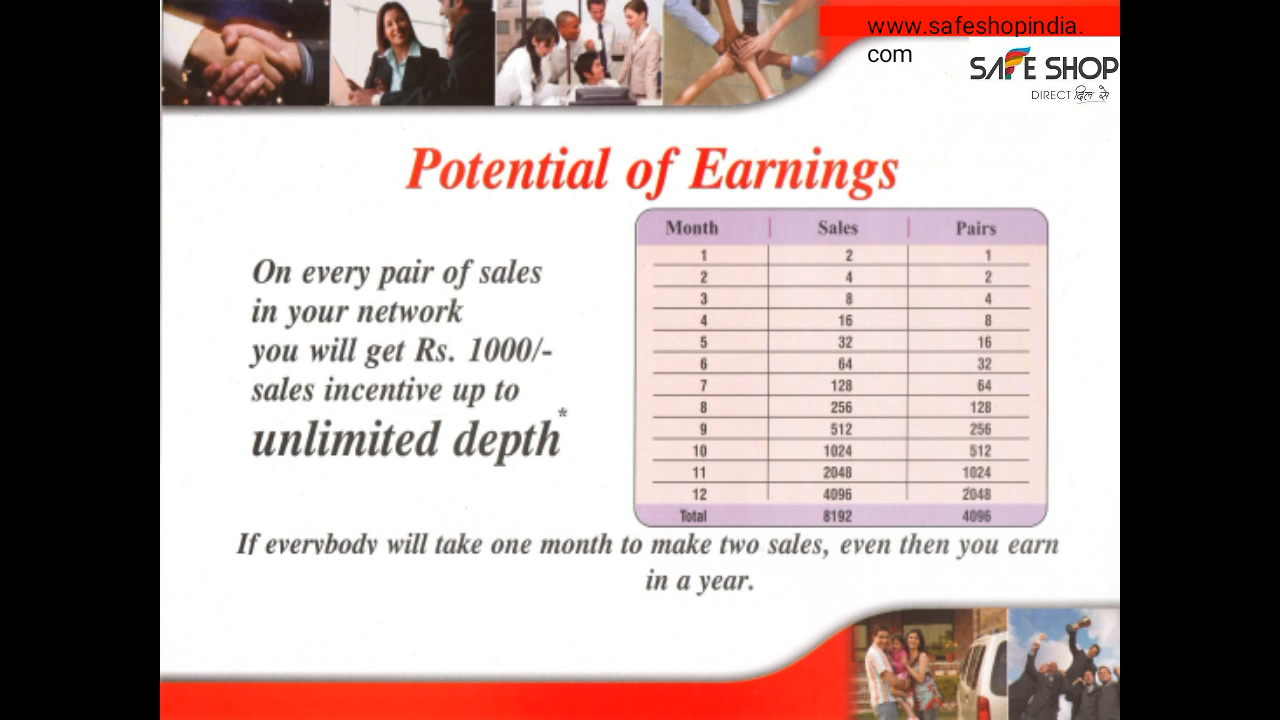 www.safeshopindia.
com
SAFE SHOP
DIRECT दिल से
Potential of Earnings
On every pair of sales
in your network
you will get Rs. 1000/-
sales incentive up to
unlimited depth*
Month Sales Pairs
1 2 1
2 4 2
3 8 4
4 16 8
5 32 16
6 64 32
7 128 64
8 256 128
9 512 256
10 1024 512
11 2048 1024
12 4096 2048
Total 8192 4096
If everybody will take one month to make two sales, even then you earn
in a year.